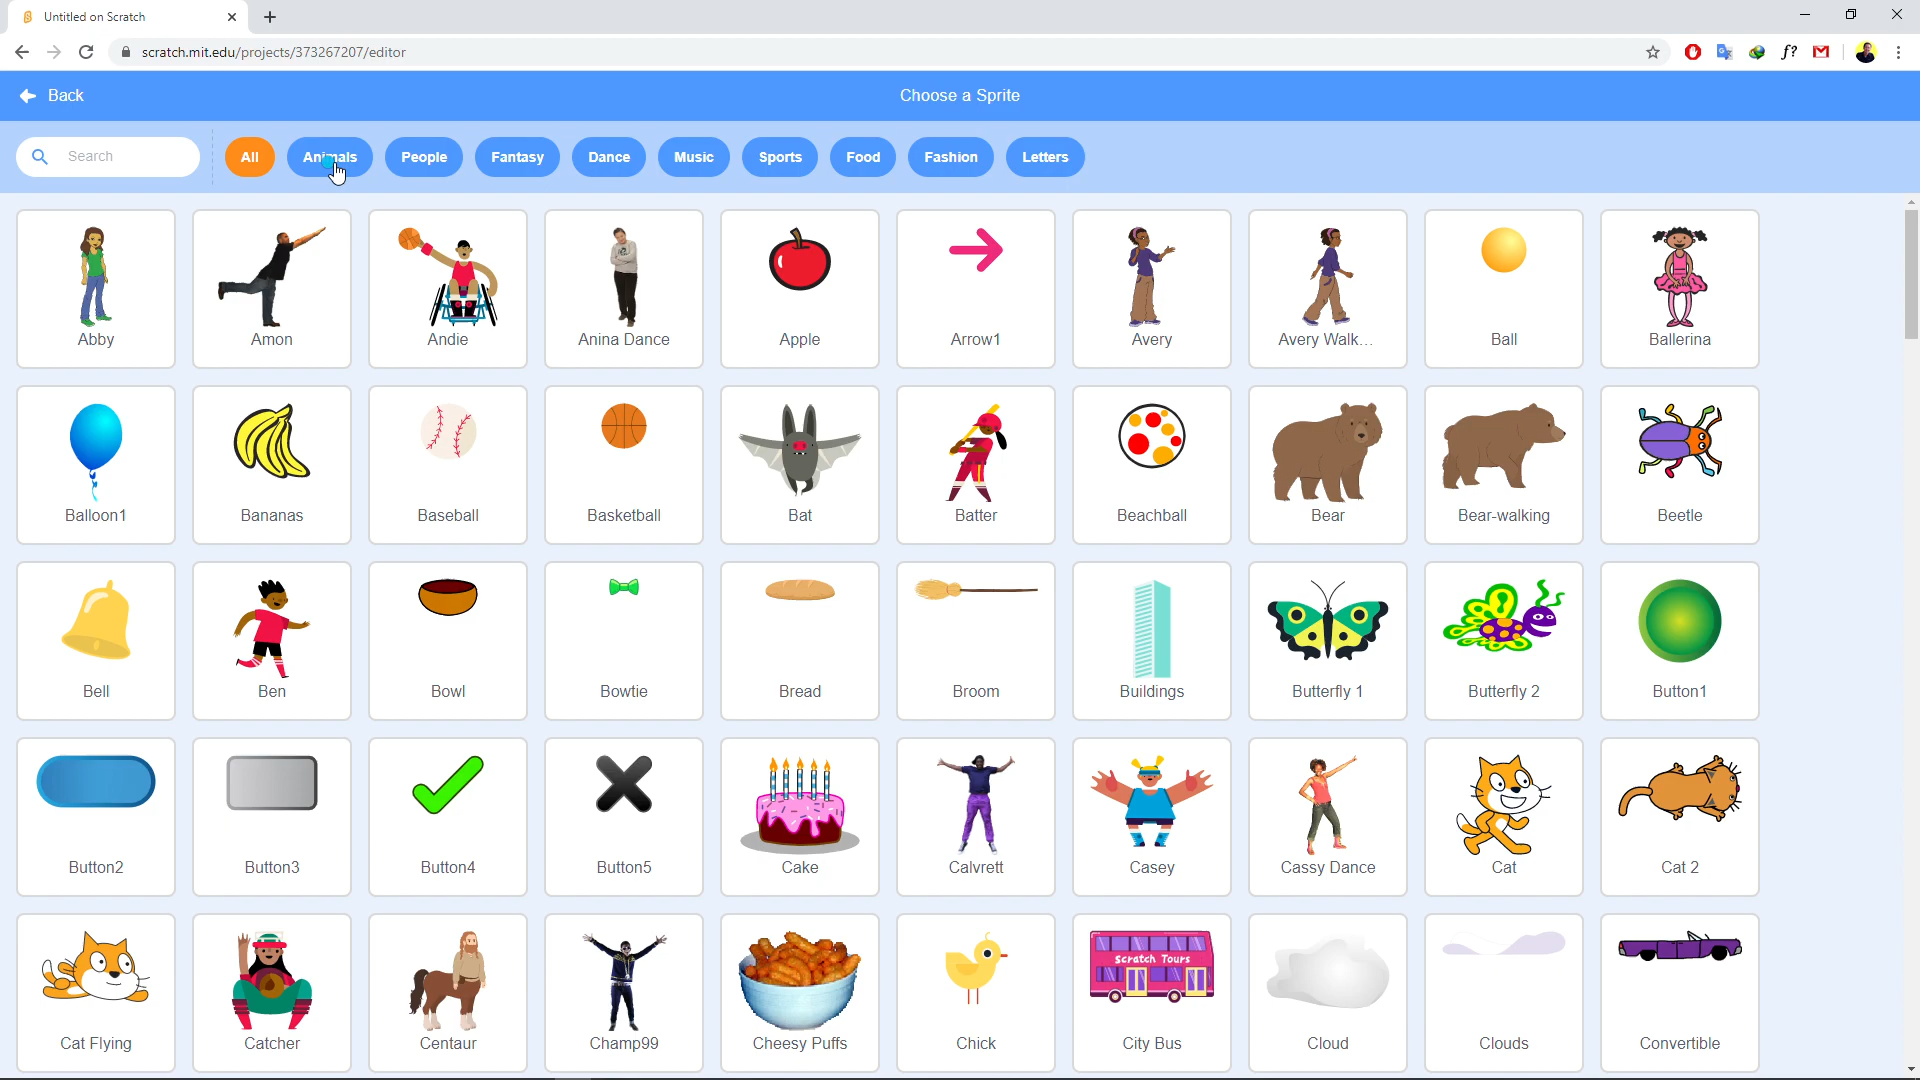 Untitled on Scratch
scratch.mit.edu/projects/373267207/editor
f?
Back
Choose a Sprite
Search
All
Animals
People
Fantasy
Dance
Music
Sports
Food
Fashion
Letters
Abby
Amon
Andie
Anina Dance
Apple
Arrow1
Avery
Avery Walk...
Ball
Ballerina
Balloon1
Bananas
Baseball
Basketball
Bat
Batter
Beachball
Bear
Bear-walking
Beetle
Bell
Ben
Bowl
Bowtie
Bread
Broom
Buildings
Butterfly 1
Butterfly 2
Button1
Button2
Button3
Button4
Button5
Cake
Calvrett
Casey
Cassy Dance
Cat
Cat 2
Scratch Tours
Cat Flying
Catcher
Centaur
Champ99
Cheesy Puffs
Chick
City Bus
Cloud
Clouds
Convertible